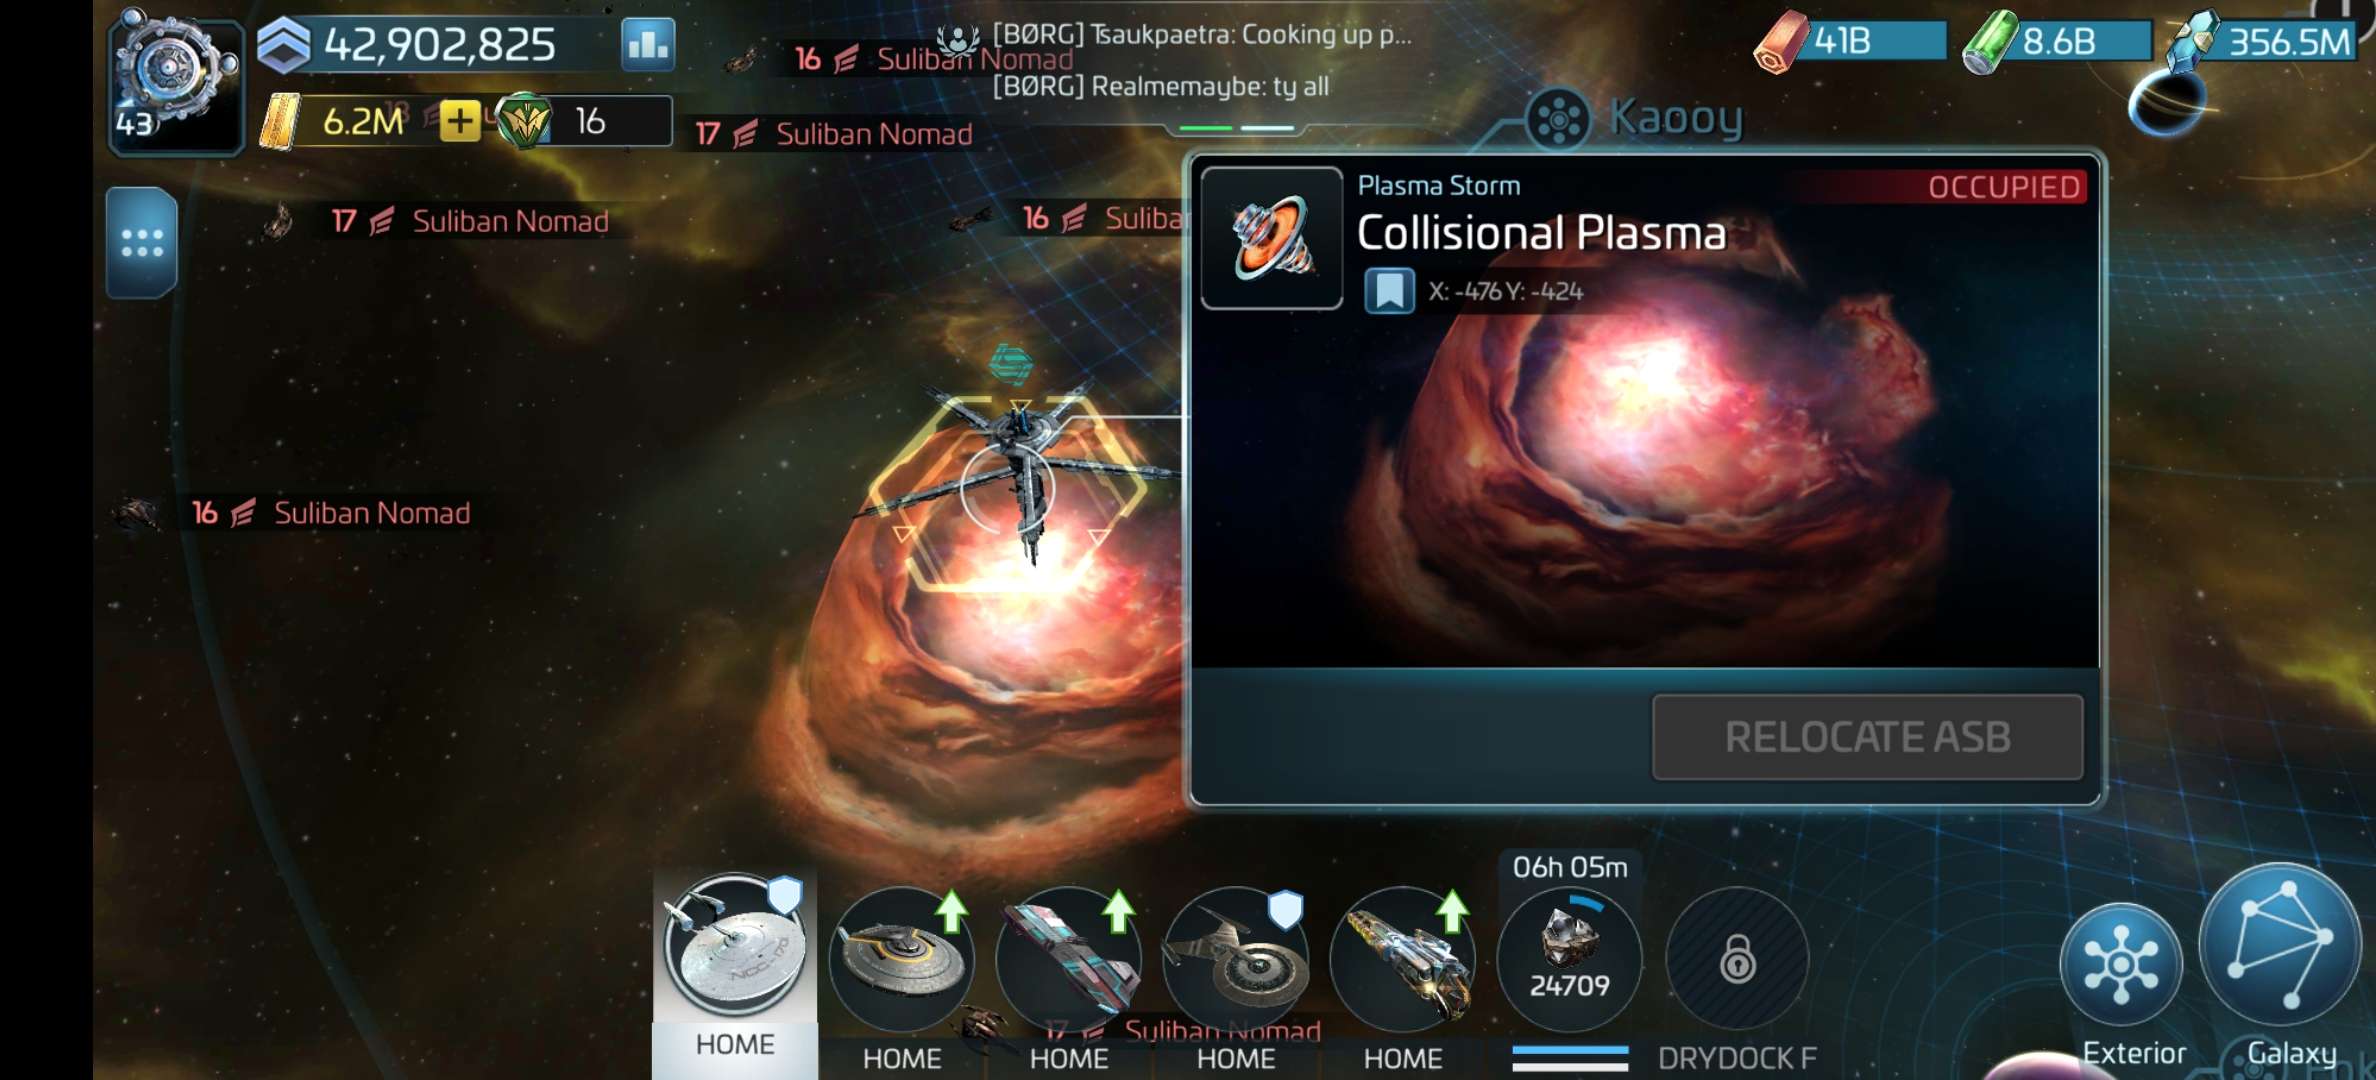 42,902,825
43
6.2M
16
[BØRG] Tsaukpaetra: Cooking up p...
[BØRG] Realmemaybe: ty all
41B
8.6B
356.5M
16 Suliban Nomad
17 Suliban Nomad
Kaooy
17 Suliban Nomad
16 Suliba
16 Suliban Nomad
Plasma Storm
OCCUPIED
Collisional Plasma
X: -476 Y: -424
RELOCATE ASB
06h 05m
NCC-170
24709
17 Suliban Nomad
HOME
HOME
HOME
HOME
HOME
DRYDOCK F
Exterior
Galaxy